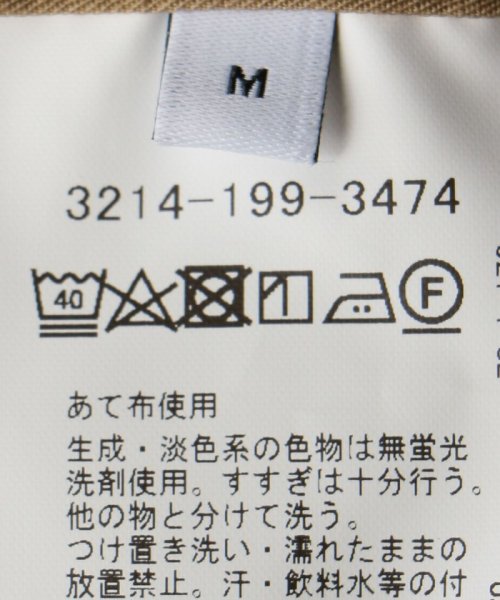 M
3214-199-3474
40 F
あて布使用
生成・淡色系の色物は無蛍光
洗剤使用。すすぎは十分行う。
他の物と分けて洗う。
つけ置き洗い・濡れたままの
放置禁止。汗・飲料水等の付